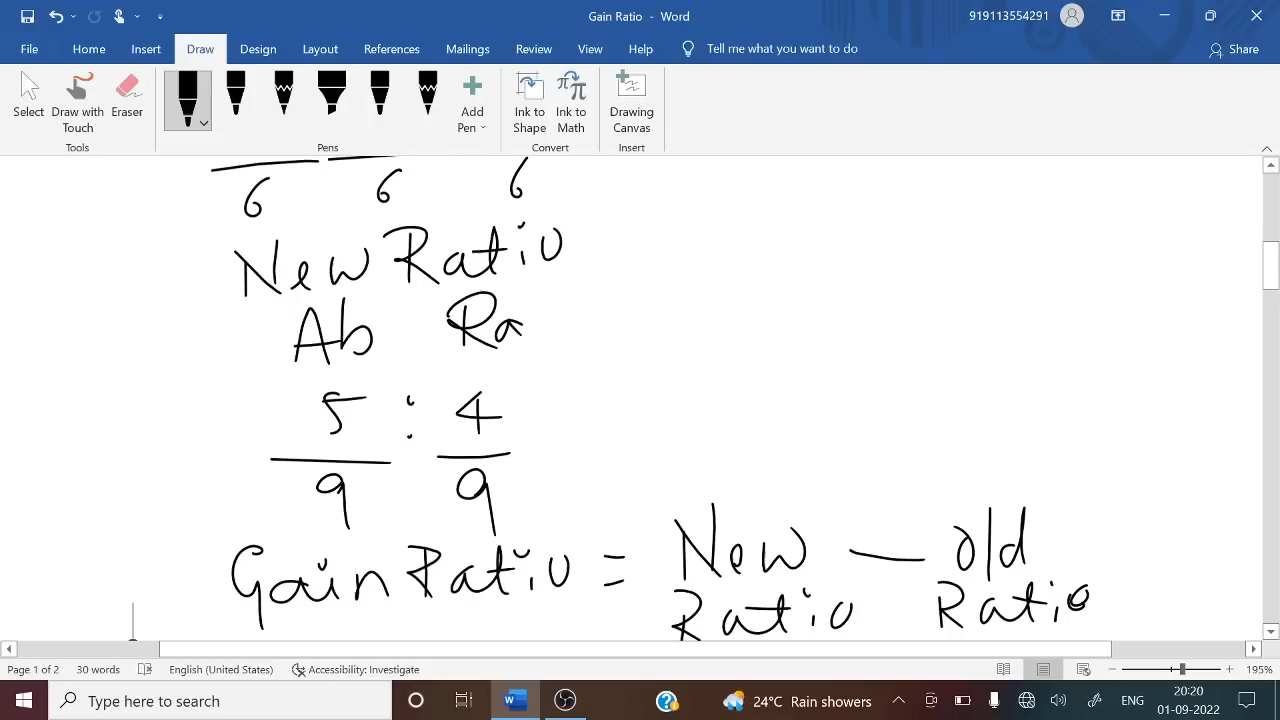 Gain Ratio - Word
919113554291
File Home Insert Draw Design Layout References Mailings Review View Help Tell me what you want to do Share
Select
Draw with Touch
Eraser
Add Pen
Ink to Shape
Ink to Math
Drawing Canvas
Tools
Pens
Convert
Insert
6 6 6
New Ratio
Ab Ra
5 : 4
9 9
Gain Ratio = New - old
Ratio Ratio
Page 1 of 2 30 words English (United States) Accessibility: Investigate 195%
Type here to search
24°C Rain showers
ENG
20:20
01-09-2022